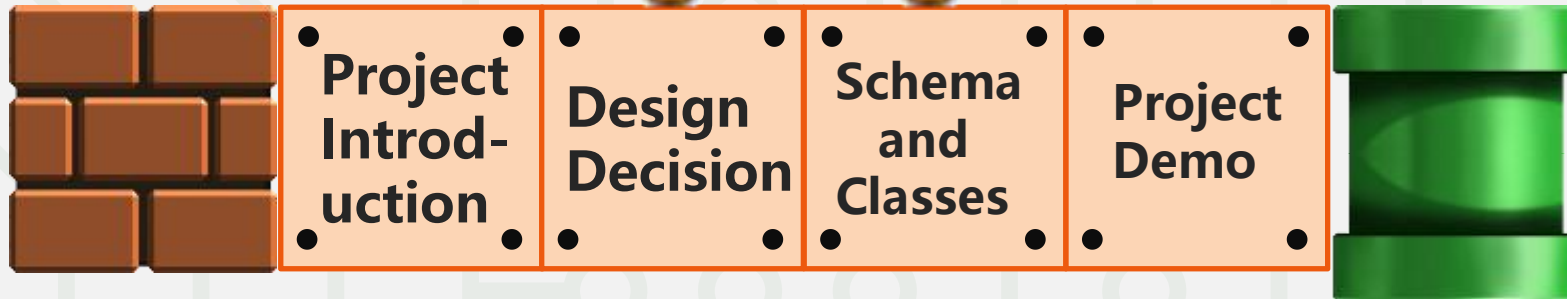 Project
Introd-
uction
Design
Decision
Schema
and
Classes
Project
Demo